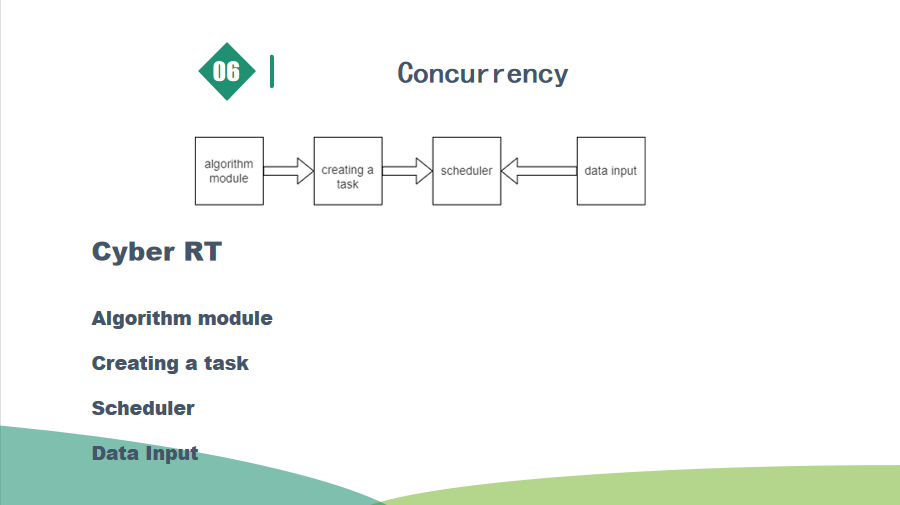 06
Concurrency
algorithm
module
creating a
task
scheduler
data input
Cyber RT
Algorithm module
Creating a task
Scheduler
Data Input